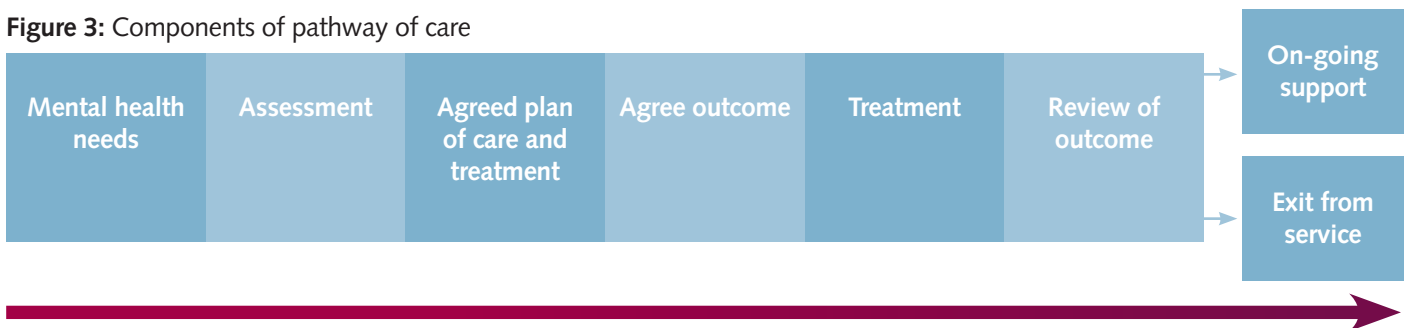 Figure 3: Components of pathway of care
Mental health
needs
Assessment
Agreed plan
of care and
treatment
Agree outcome
Treatment
Review of
outcome
On-going
support
Exit from
service